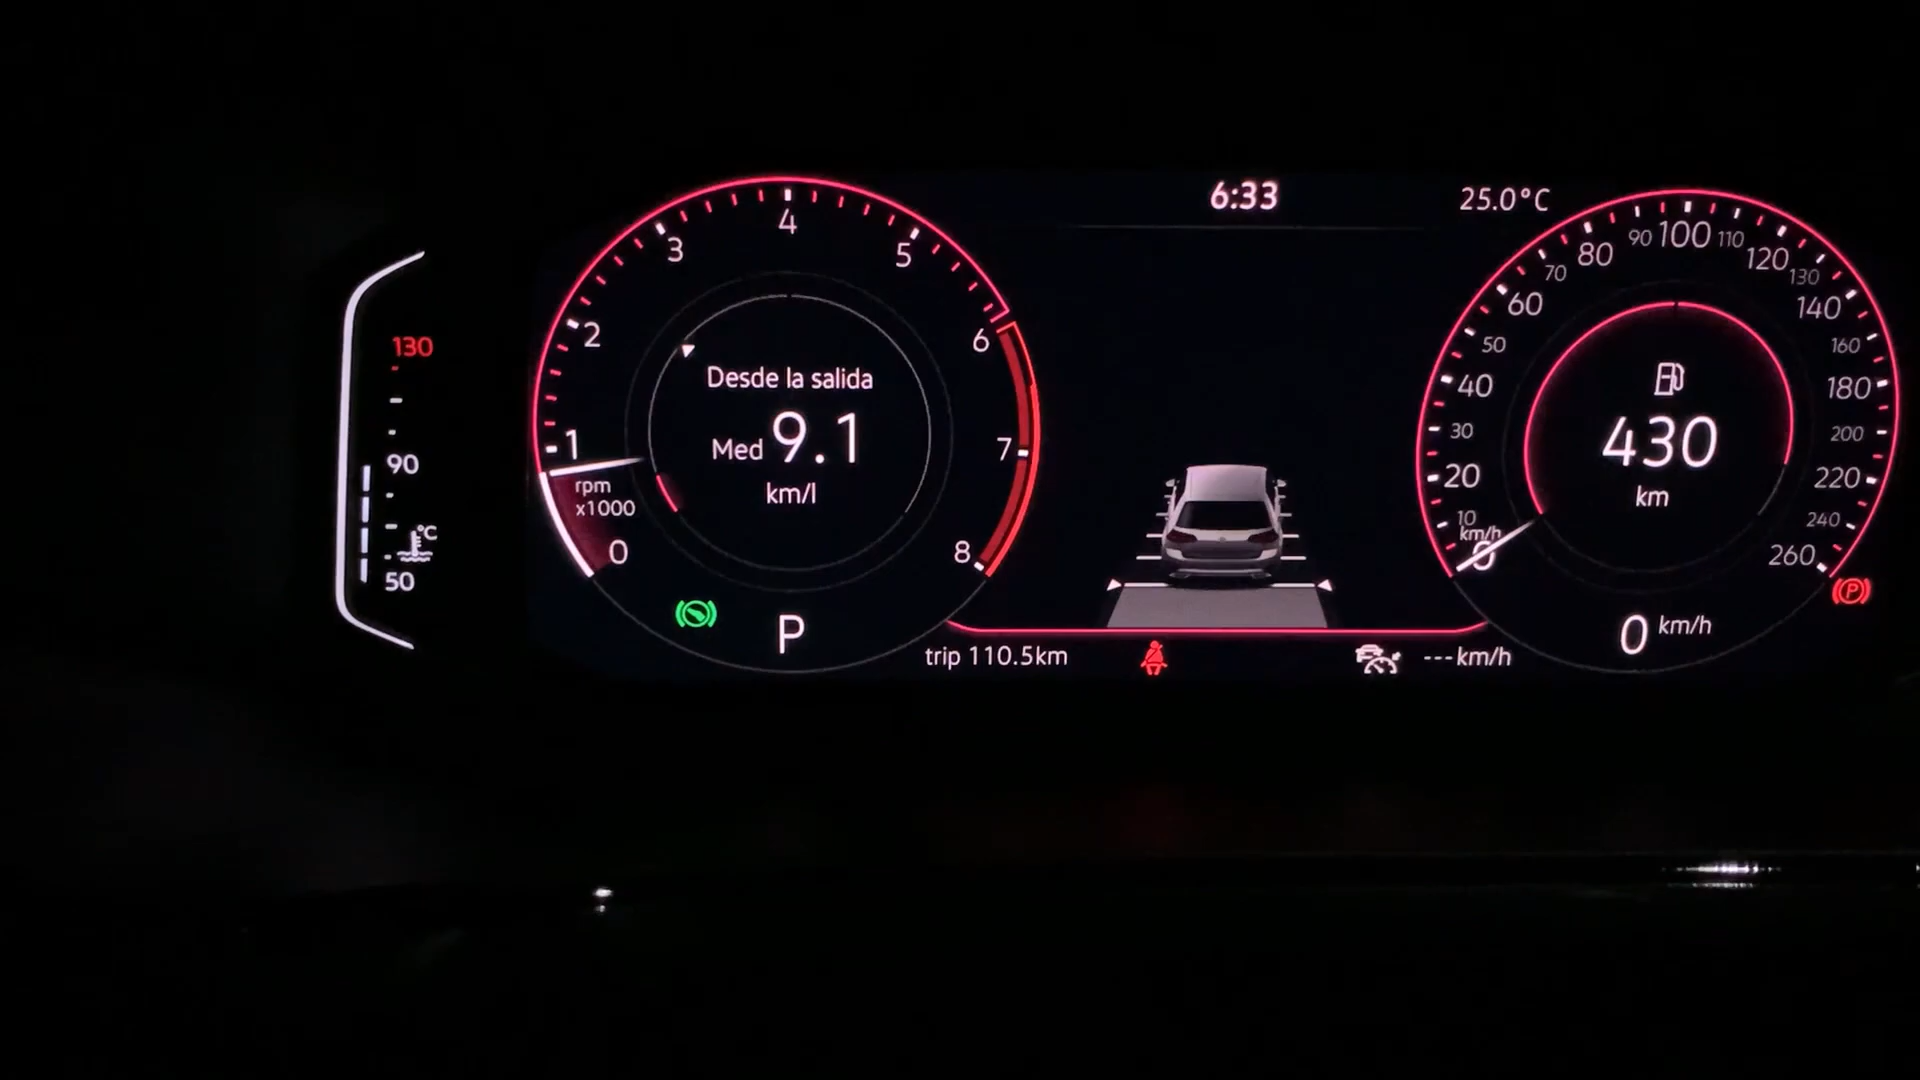 6:33
25.0°C
130
90
°C
50
0
1
2
3
4
5
6
7
8
rpm
x1000
Desde la salida
Med 9.1
km/l
P
trip 110.5km
--- km/h
0
10
20
30
40
50
60
70
80
90
100
110
120
130
140
160
180
200
220
240
260
km/h
430
km
0 km/h
P